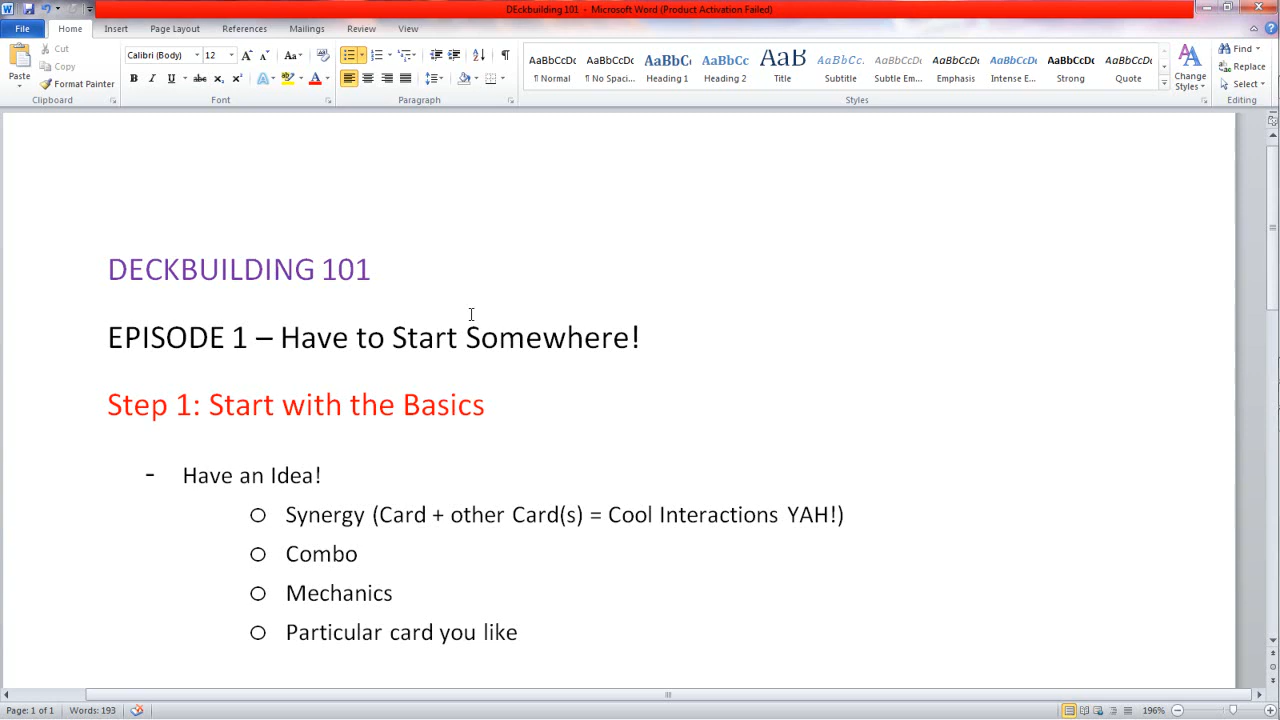 DEckbuilding 101 - Microsoft Word (Product Activation Failed)
File Home Insert Page Layout References Mailings Review View
Paste
Cut
Copy
Format Painter
Clipboard
Calibri (Body) 12
Font
Paragraph
AaBbCcDc AaBbCcDc AaBbC AaBbCc AaB AaBbCc. AaBbCcDc AaBbCcDc AaBbCcDc AaBbCcDc AaBbCcDc
¶ Normal ¶ No Spaci... Heading 1 Heading 2 Title Subtitle Subtle Em... Emphasis Intense E... Strong Quote
Change Styles
Styles
Find
Replace
Select
Editing
DECKBUILDING 101
EPISODE 1 – Have to Start Somewhere!
Step 1: Start with the Basics
- Have an Idea!
o Synergy (Card + other Card(s) = Cool Interactions YAH!)
o Combo
o Mechanics
o Particular card you like
Page: 1 of 1 Words: 193 196%